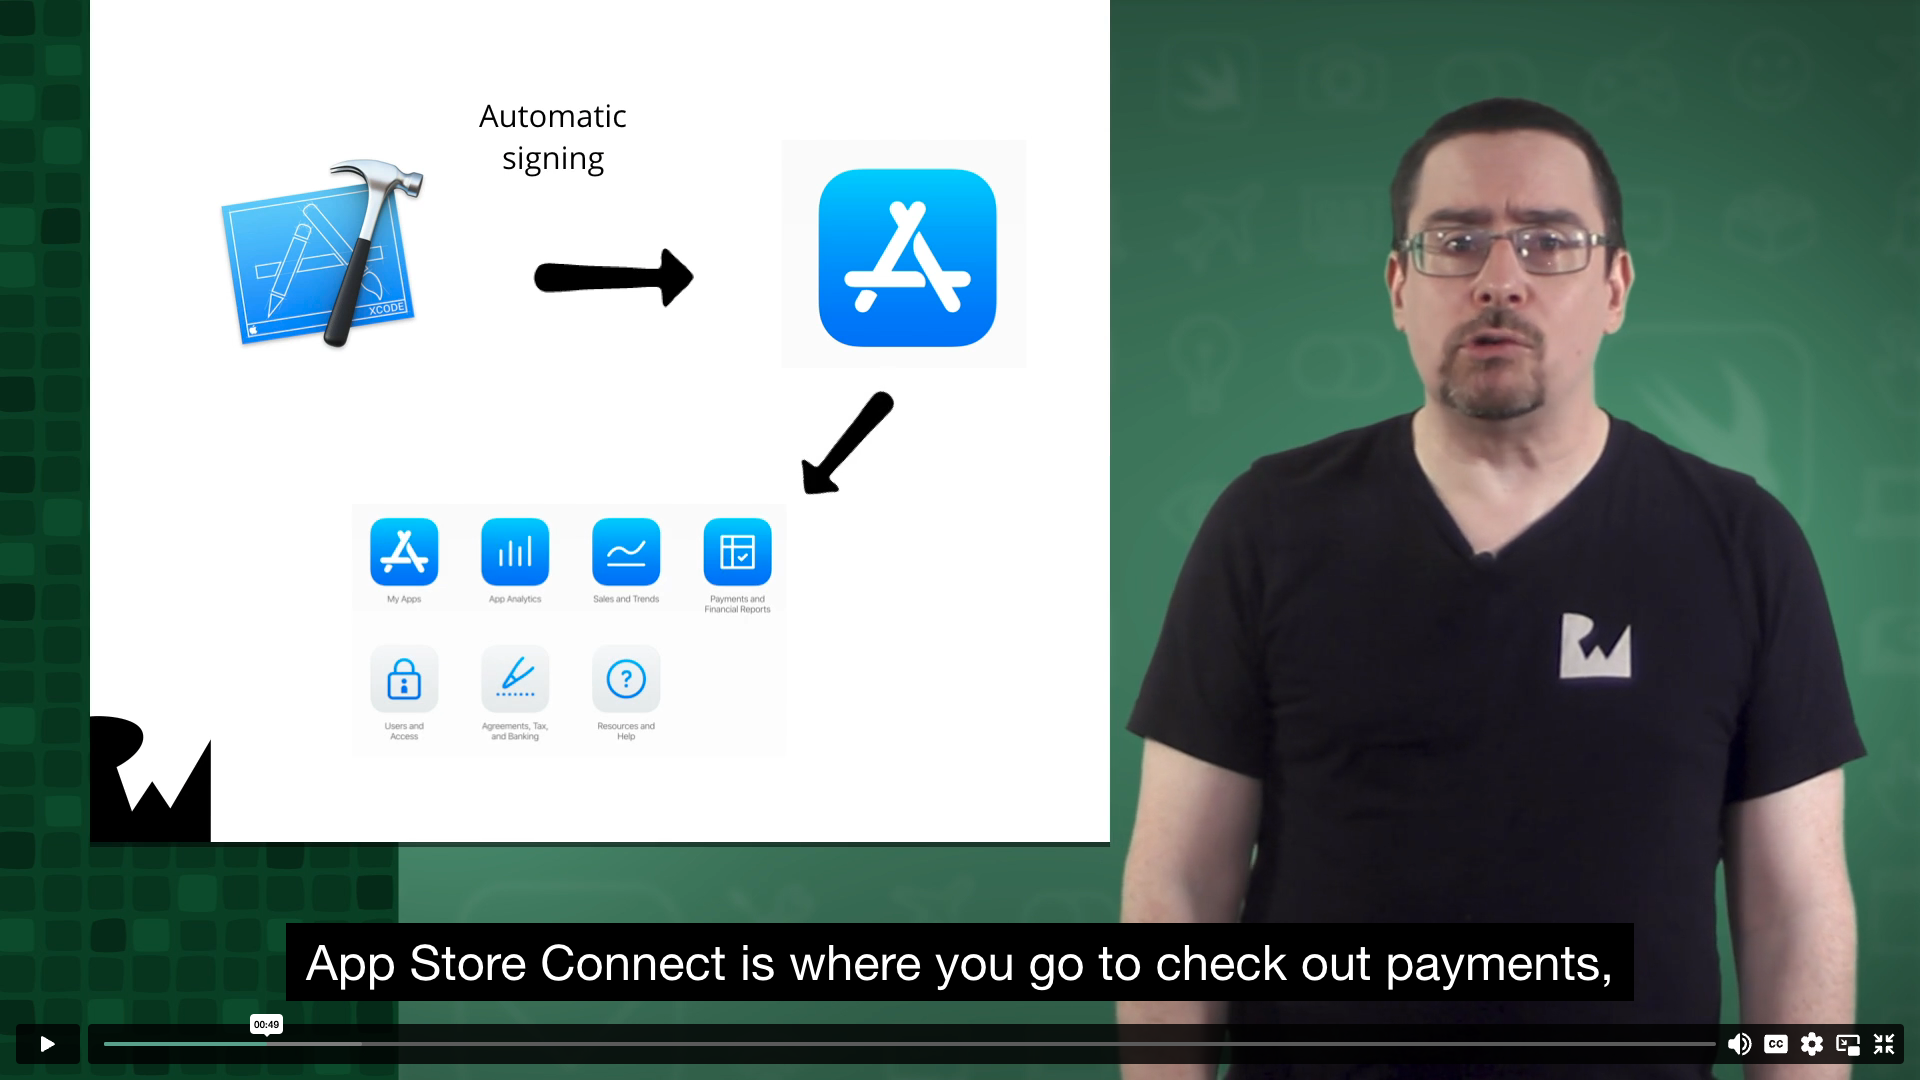 Automatic
signing
XCODE
My Apps
App Analytics
Sales and Trends
Payments and
Financial Reports
Users and
Access
Agreements, Tax,
and Banking
Resources and
Help
RW
RW
App Store Connect is where you go to check out payments,
00:49
CC